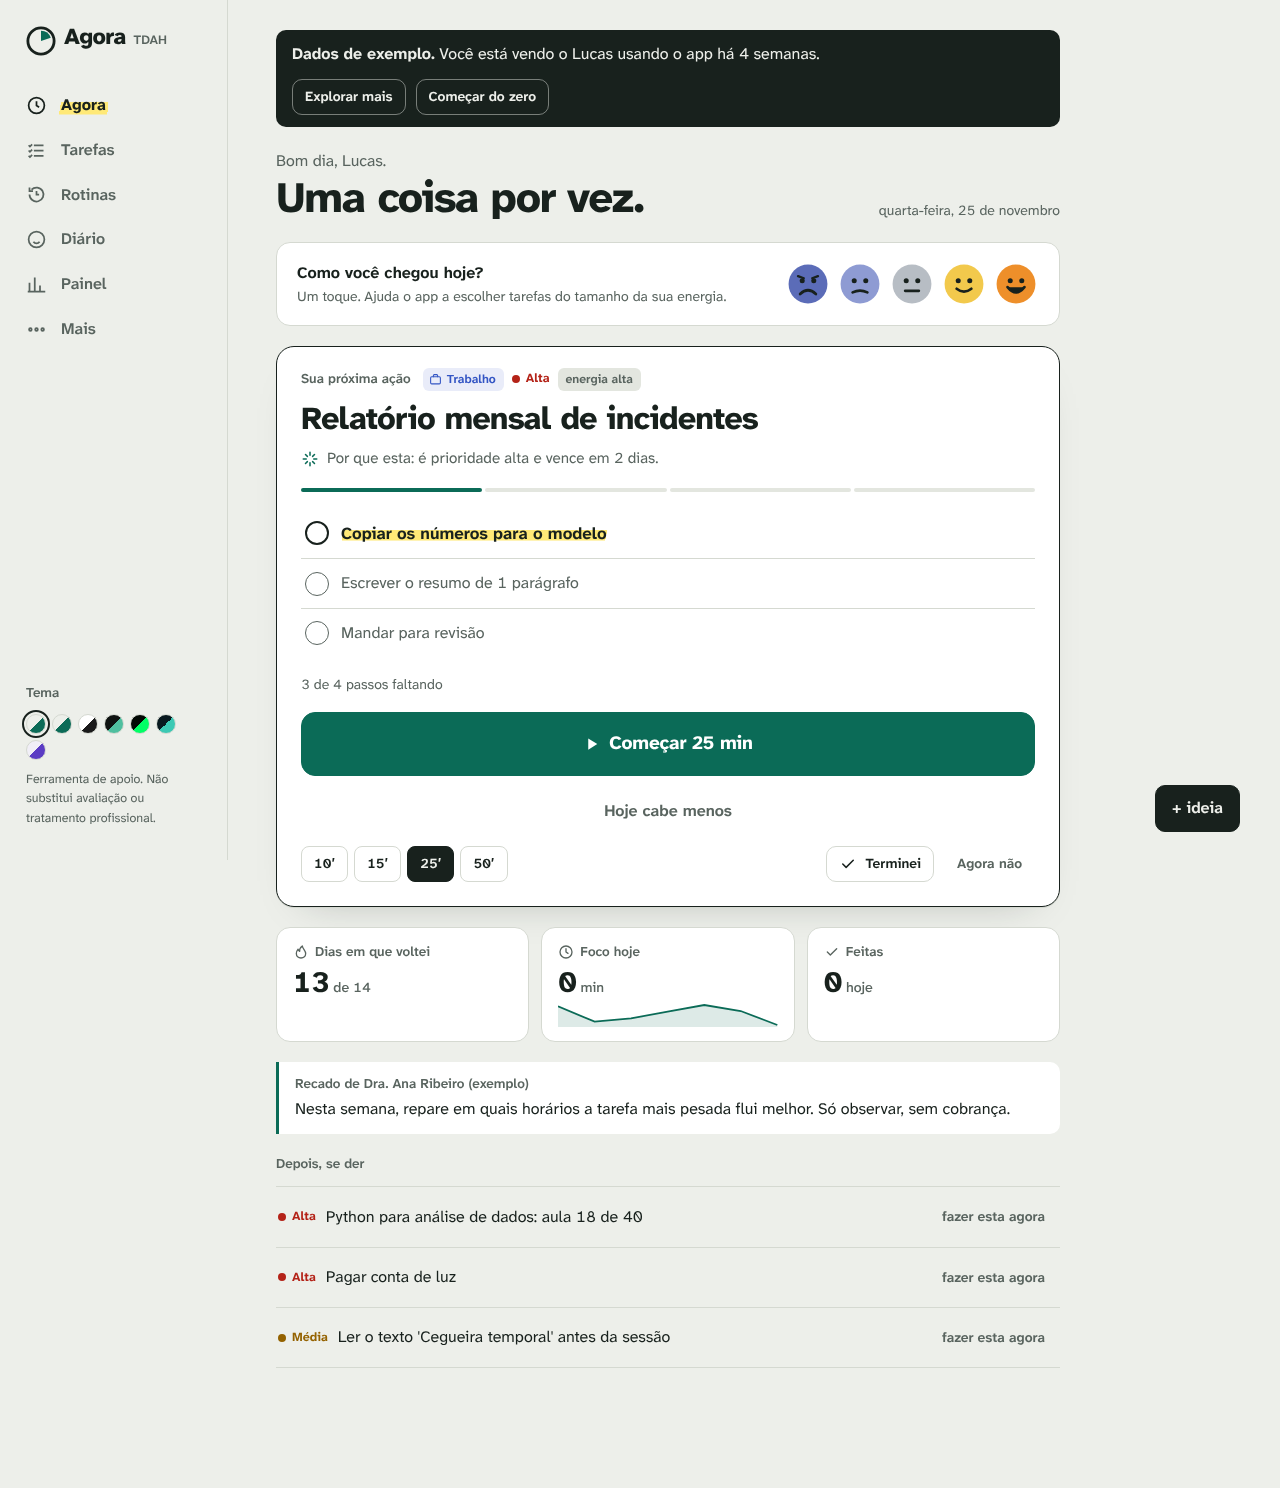 Agora TDAH
Agora
Tarefas
Rotinas
Diário
Painel
Mais
Tema
Ferramenta de apoio. Não
substitui avaliação ou
tratamento profissional.
Dados de exemplo. Você está vendo o Lucas usando o app há 4 semanas.
Explorar mais
Começar do zero
Bom dia, Lucas.
Uma coisa por vez.
quarta-feira, 25 de novembro
Como você chegou hoje?
Um toque. Ajuda o app a escolher tarefas do tamanho da sua energia.
Sua próxima ação Trabalho Alta energia alta
Relatório mensal de incidentes
Por que esta: é prioridade alta e vence em 2 dias.
Copiar os números para o modelo
Escrever o resumo de 1 parágrafo
Mandar para revisão
3 de 4 passos faltando
Começar 25 min
Hoje cabe menos
10′ 15′ 25′ 50′
Terminei
Agora não
Dias em que voltei
13 de 14
Foco hoje
0 min
Feitas
0 hoje
Recado de Dra. Ana Ribeiro (exemplo)
Nesta semana, repare em quais horários a tarefa mais pesada flui melhor. Só observar, sem cobrança.
Depois, se der
Alta Python para análise de dados: aula 18 de 40 fazer esta agora
Alta Pagar conta de luz fazer esta agora
Média Ler o texto 'Cegueira temporal' antes da sessão fazer esta agora
+ ideia